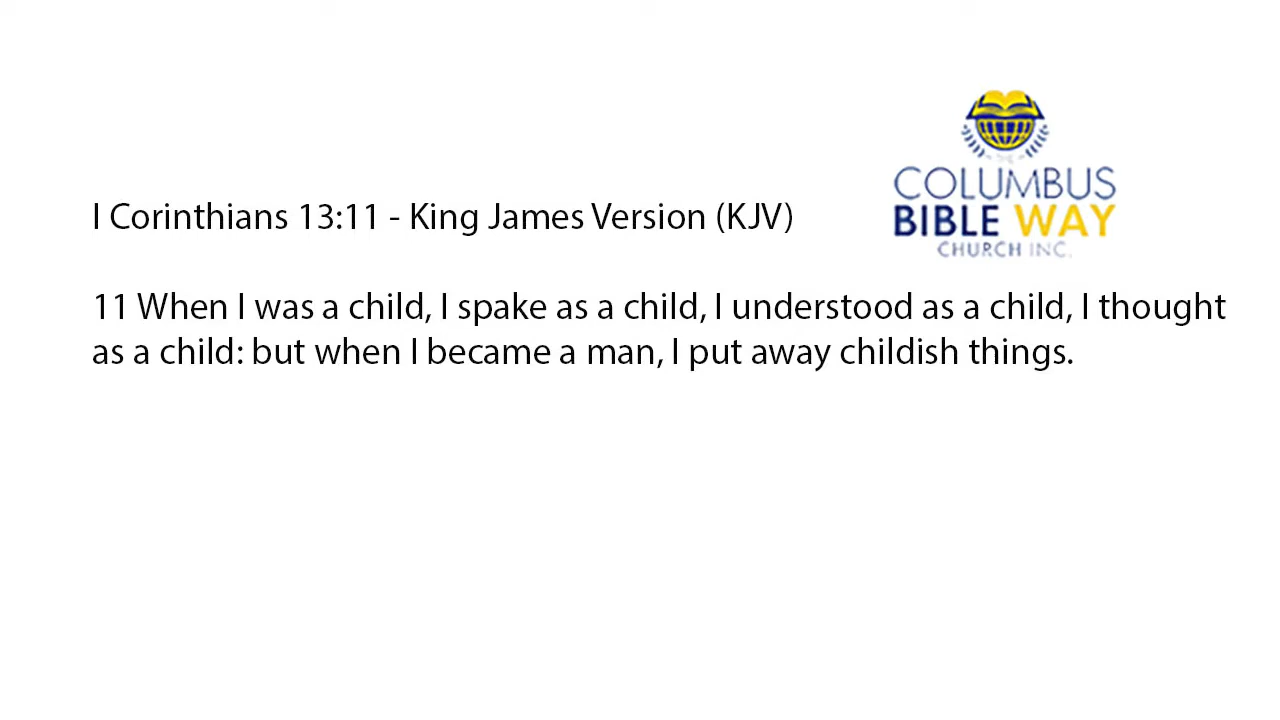 THE
COLUMBUS
BIBLE WAY
CHURCH INC.
I Corinthians 13:11 - King James Version (KJV)
11 When I was a child, I spake as a child, I understood as a child, I thought
as a child: but when I became a man, I put away childish things.